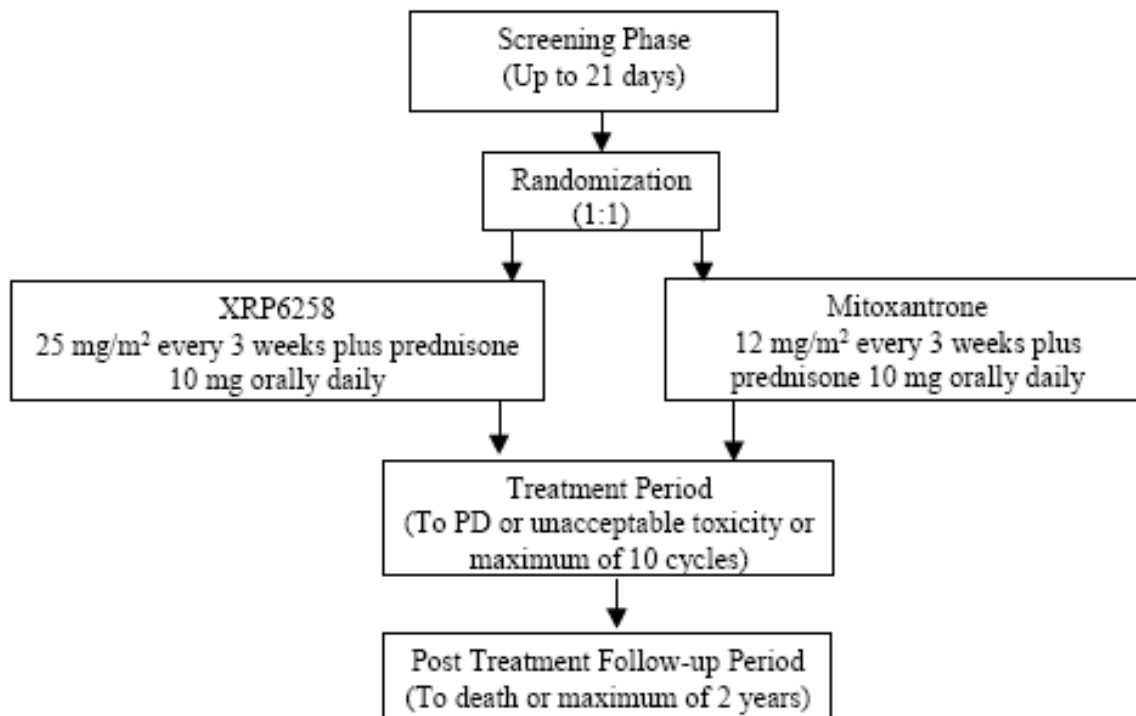 Screening Phase
(Up to 21 days)
Randomization
(1:1)
XRP6258
25 mg/m² every 3 weeks plus prednisone
10 mg orally daily
Mitoxantrone
12 mg/m² every 3 weeks plus
prednisone 10 mg orally daily
Treatment Period
(To PD or unacceptable toxicity or
maximum of 10 cycles)
Post Treatment Follow-up Period
(To death or maximum of 2 years)